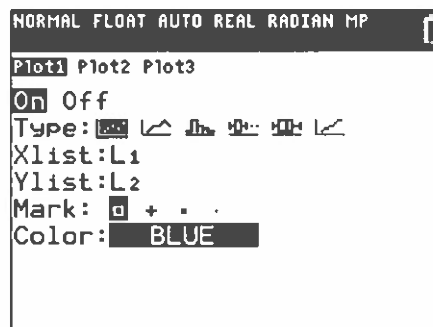 NORMAL FLOAT AUTO REAL RADIAN MP
Plot1 Plot2 Plot3
On Off
Type:
Xlist:L1
Ylist:L2
Mark: + ▪ ·
Color: BLUE